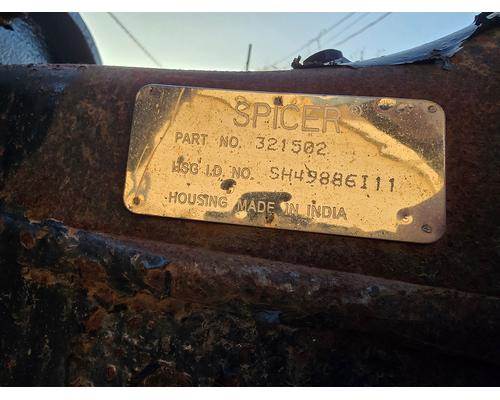 SPICER
PART NO. 321502
HSG I.D. NO. SH49886I11
HOUSING MADE IN INDIA